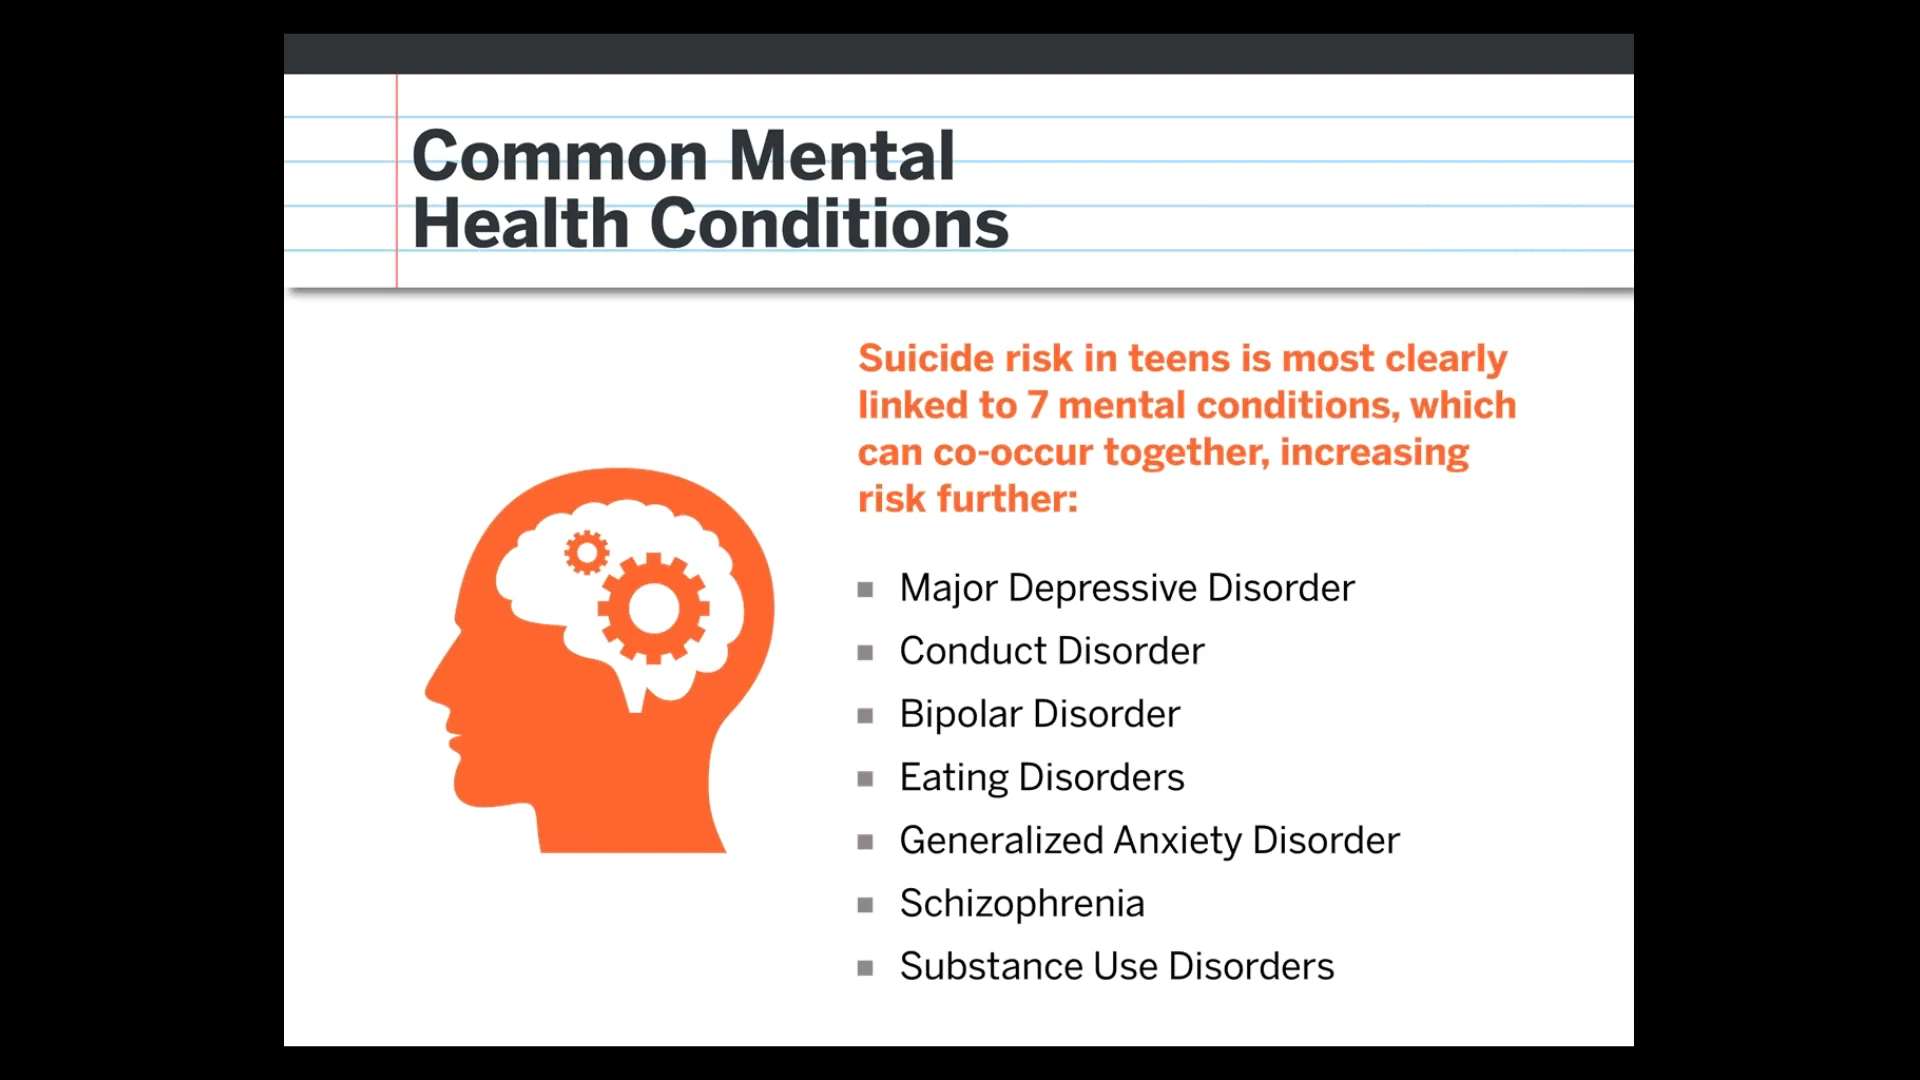 Common Mental
Health Conditions
Suicide risk in teens is most clearly
linked to 7 mental conditions, which
can co-occur together, increasing
risk further:
Major Depressive Disorder
Conduct Disorder
Bipolar Disorder
Eating Disorders
Generalized Anxiety Disorder
Schizophrenia
Substance Use Disorders